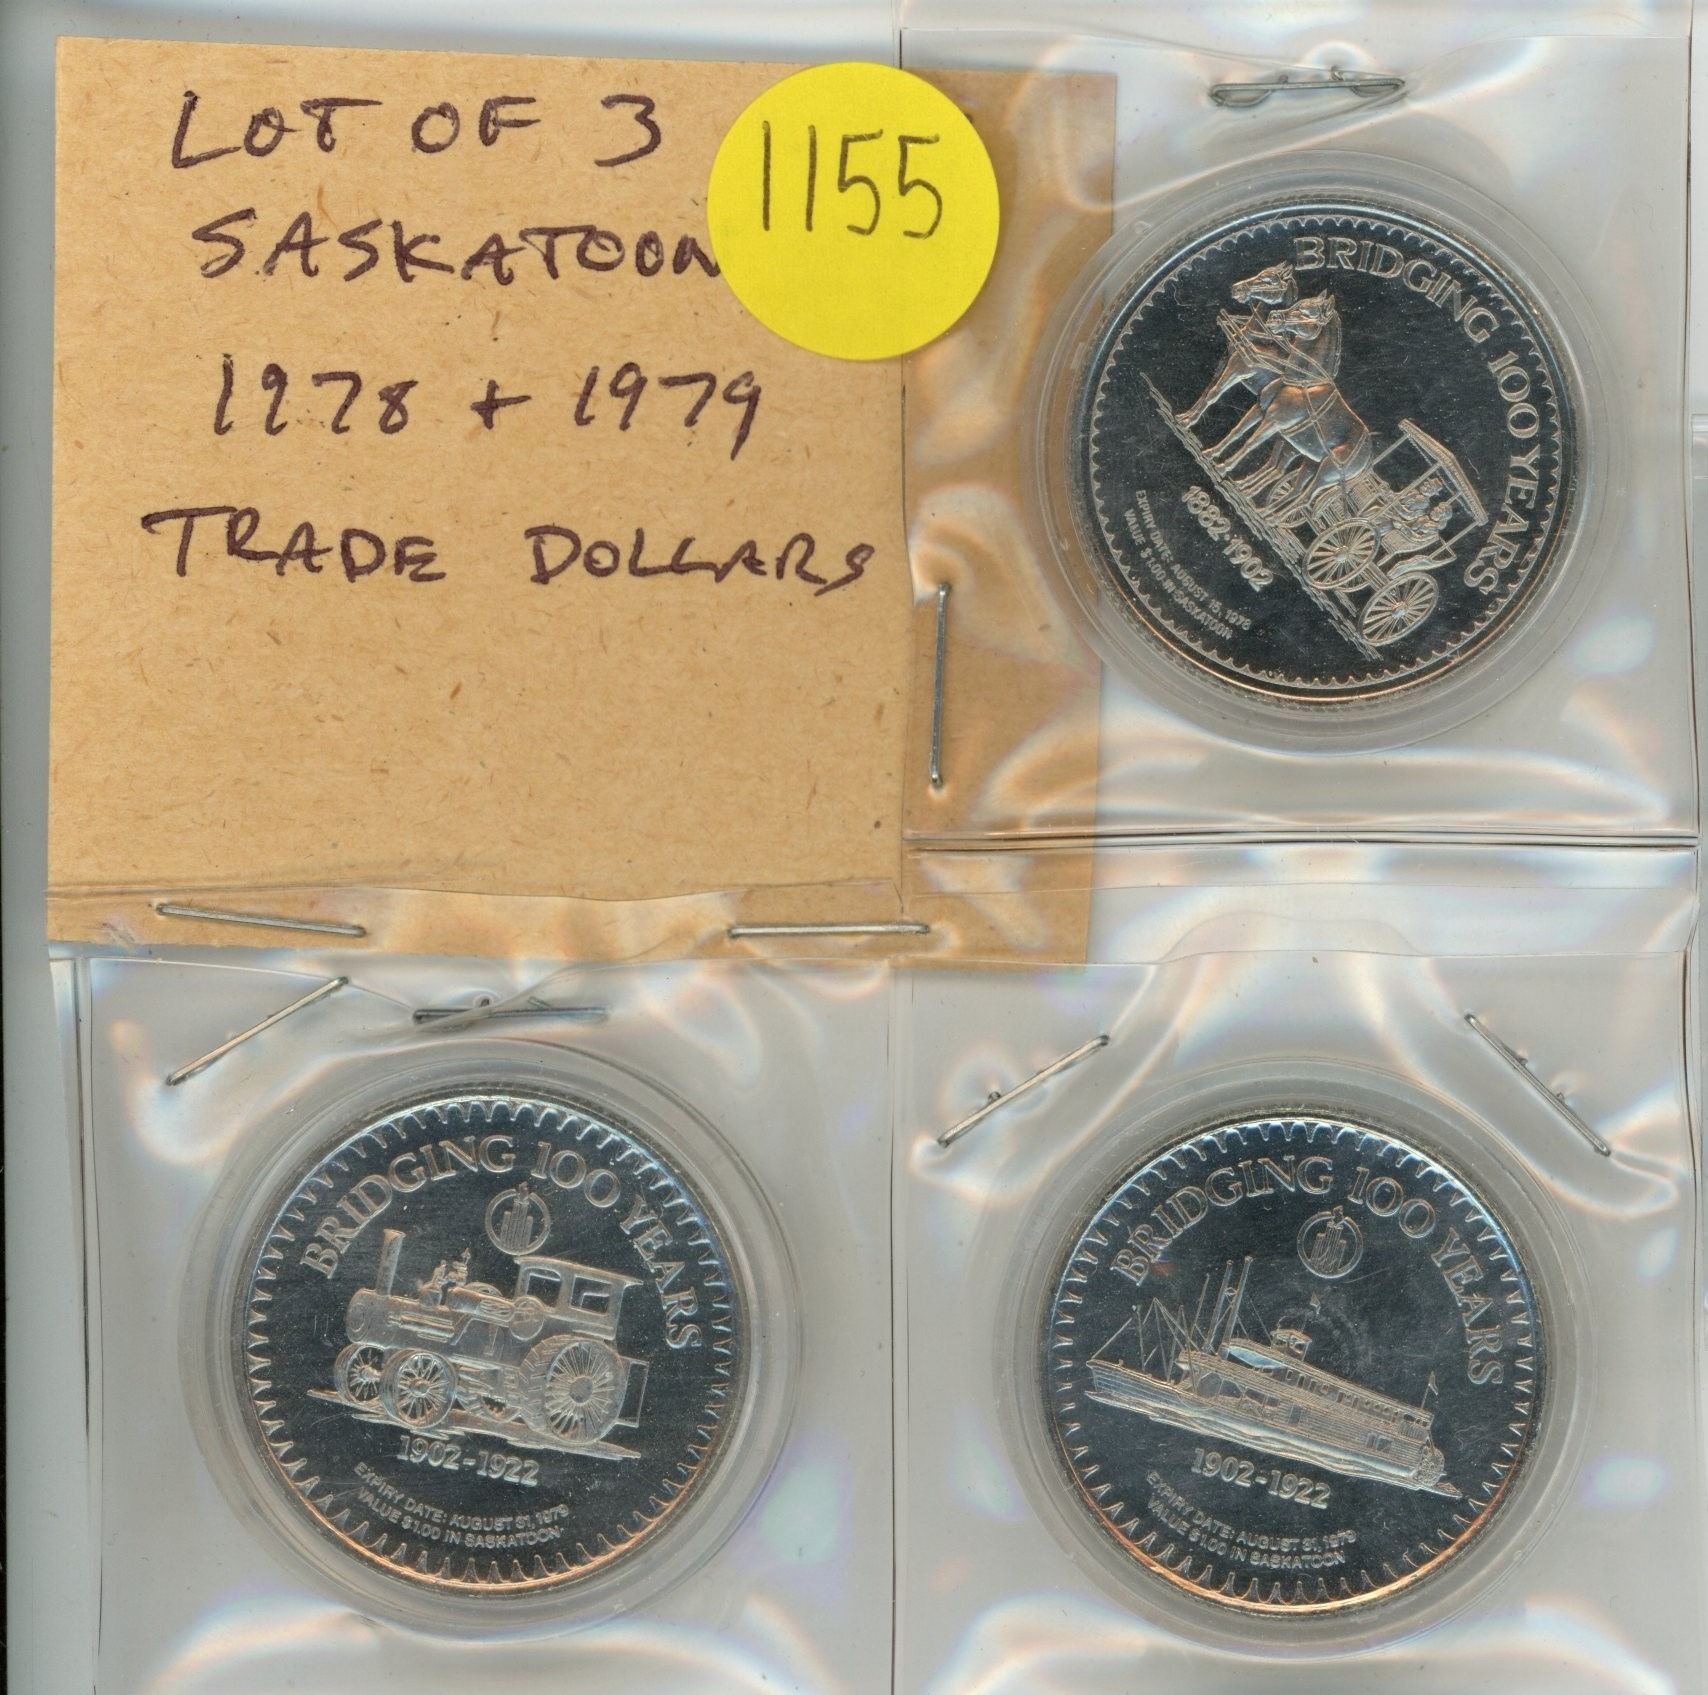 LOT OF 3
SASKATOON
1978 + 1979
TRADE DOLLARS
1155
BRIDGING 100 YEARS
1882-1902
EXPIRY DATE: AUGUST 15, 1978
VALUE $1.00 IN SASKATOON
BRIDGING 100 YEARS
1902-1922
EXPIRY DATE: AUGUST 31, 1979
VALUE $1.00 IN SASKATOON
BRIDGING 100 YEARS
1902-1922
EXPIRY DATE: AUGUST 31, 1979
VALUE $1.00 IN SASKATOON